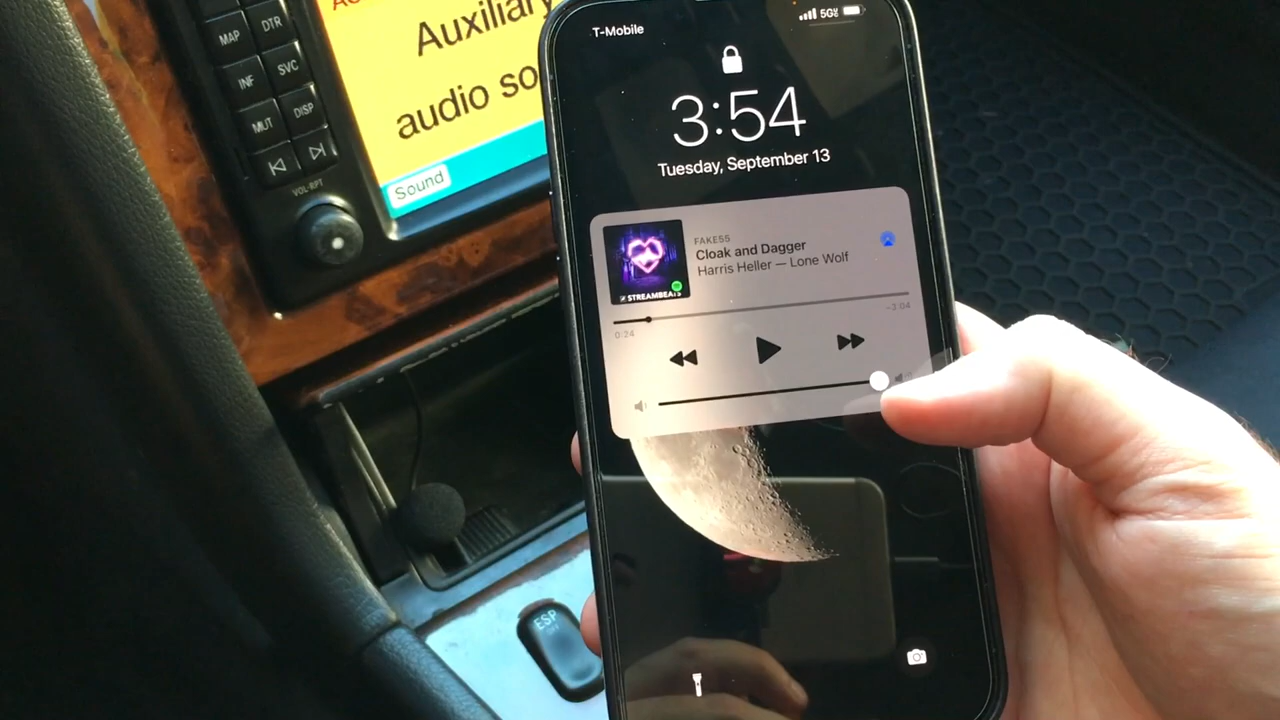 MAP
DTR
INF
SVC
MUT
DISP
VOL-RPT
Auxiliary
audio so
Sound
ESP
T-Mobile
5G
3:54
Tuesday, September 13
FAKE55
Cloak and Dagger
Harris Heller — Lone Wolf
STREAMBEATS
0:24
-3:04